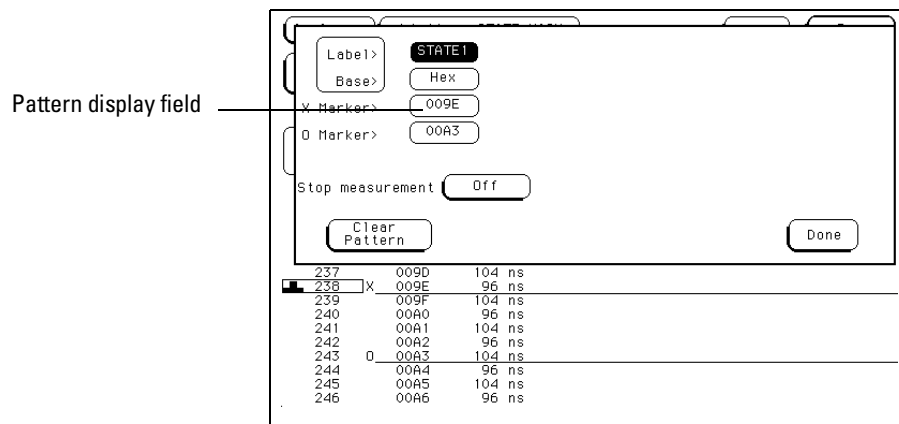 Label>
STATE1
Base>
Hex
Pattern display field
X Marker>
009E
O Marker>
00A3
Stop measurement
Off
Clear
Pattern
Done
237 009D 104 ns
238 X 009E 96 ns
239 009F 104 ns
240 00A0 96 ns
241 00A1 104 ns
242 00A2 96 ns
243 O 00A3 104 ns
244 00A4 96 ns
245 00A5 104 ns
246 00A6 96 ns